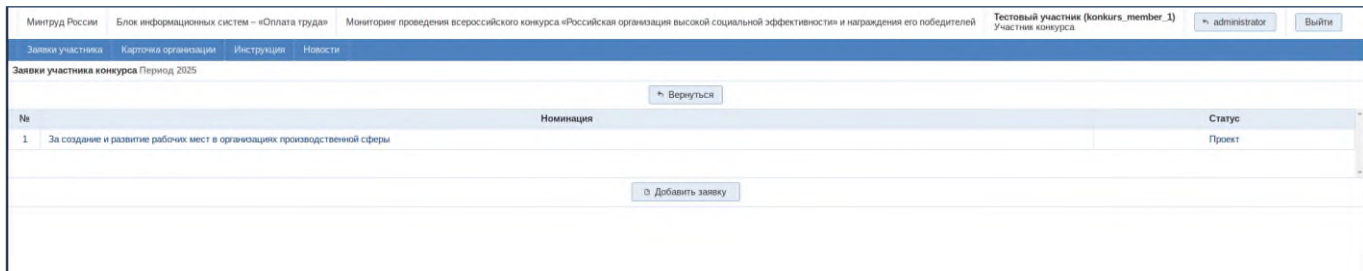 Минтруд России Блок информационных систем – «Оплата труда» Мониторинг проведения всероссийского конкурса «Российская организация высокой социальной эффективности» и награждения его победителей Тестовый участник (konkurs_member_1) administrator Выйти
Участник конкурса
Заявки участника Карточка организации Инструкция Новости
Заявки участника конкурса Период 2025
Вернуться
№ Номинация Статус
1 За создание и развитие рабочих мест в организациях производственной сферы Проект
Добавить заявку